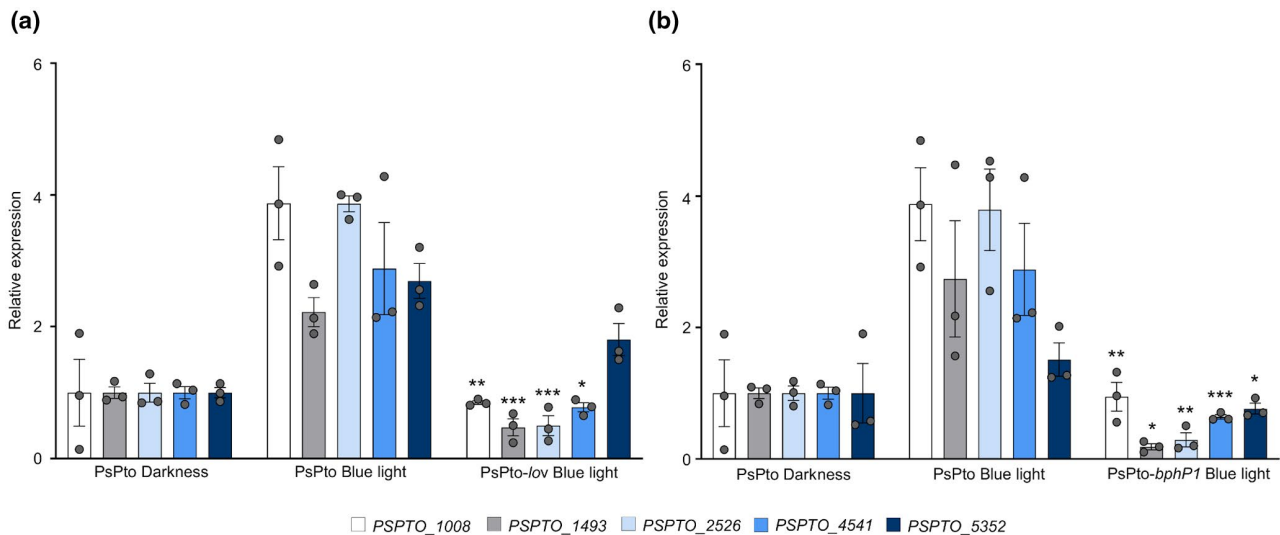 (a)
Relative expression
6
4
2
0
** *** *** *
PsPto Darkness PsPto Blue light PsPto-lov Blue light
(b)
Relative expression
6
4
2
0
** * ** *** *
PsPto Darkness PsPto Blue light PsPto-bphP1 Blue light
PSPTO_1008 PSPTO_1493 PSPTO_2526 PSPTO_4541 PSPTO_5352